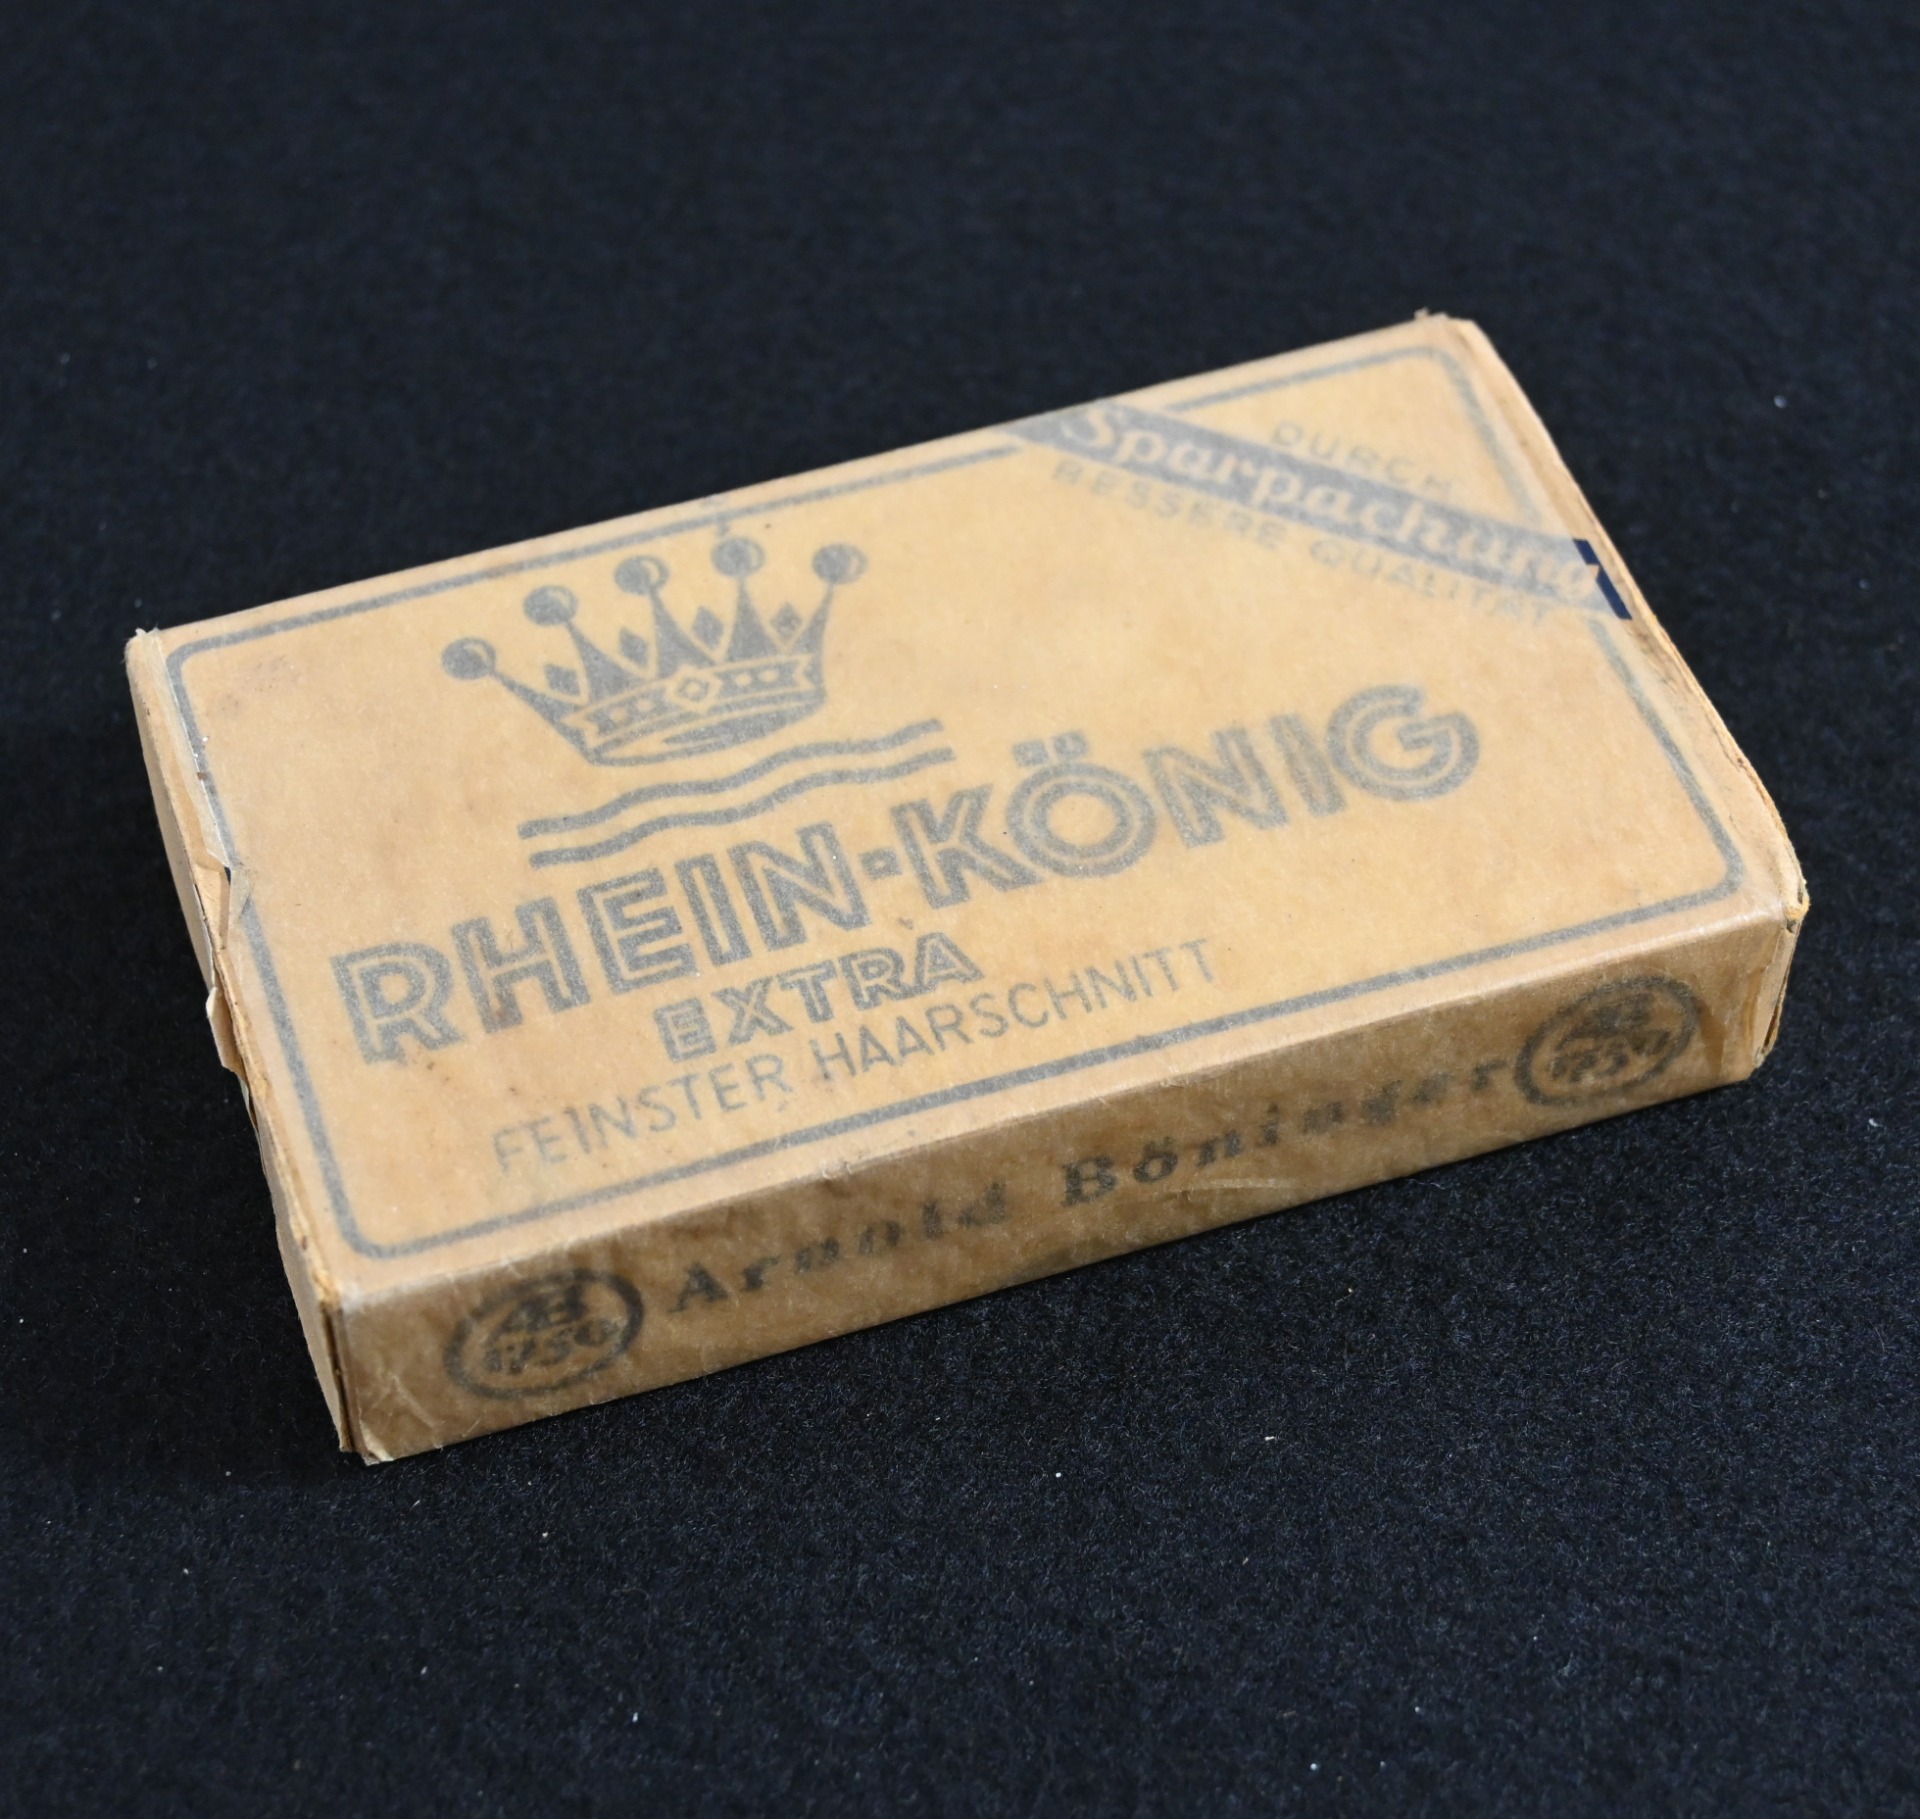 DURCH
Sparpackung
BESSERE QUALITÄT
RHEIN-KÖNIG
EXTRA
FEINSTER HAARSCHNITT
AB
1750
Arnold Böninger
AB
1750